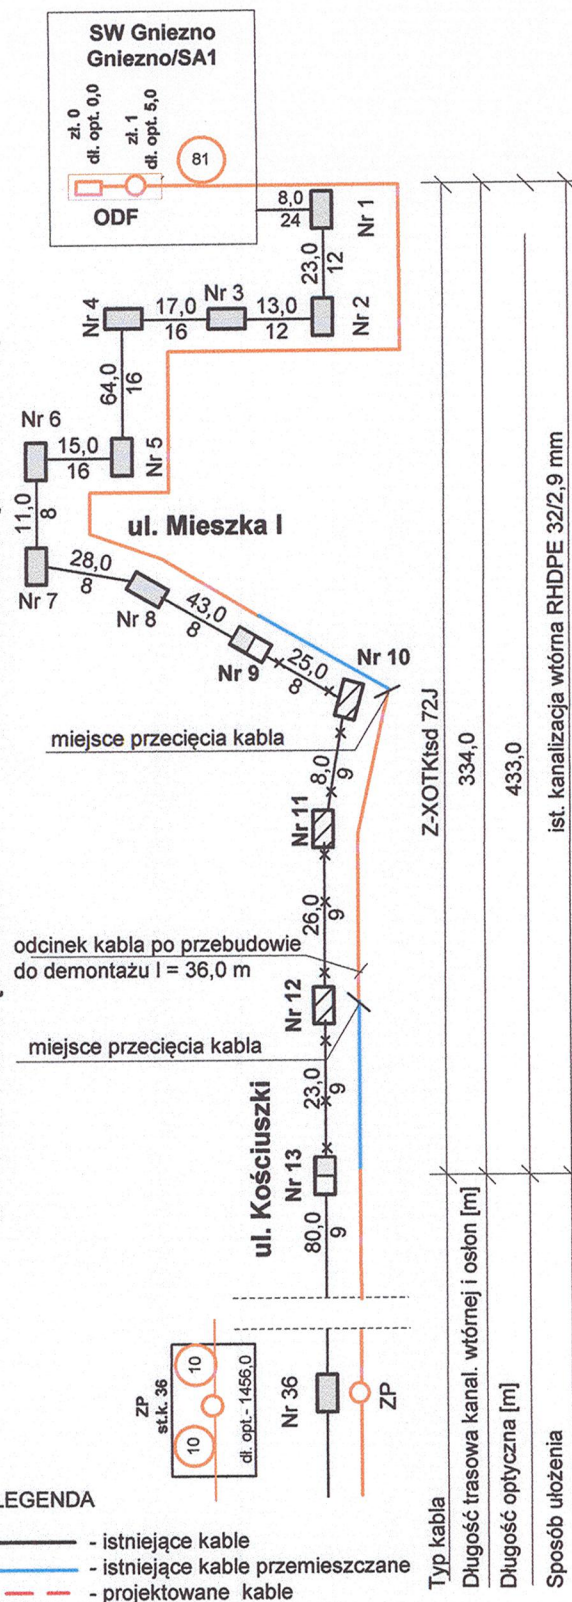 SW Gniezno
Gniezno/SA1
zł. 0
dł. opt. 0,0
zł. 1
dł. opt. 5,0
81
ODF
8,0
24
Nr 1
23,0
12
Nr 2
13,0
12
Nr 3
17,0
16
Nr 4
64,0
16
Nr 5
15,0
16
Nr 6
11,0
8
Nr 7
ul. Mieszka I
28,0
8
Nr 8
43,0
8
Nr 9
25,0
8
Nr 10
miejsce przecięcia kabla
8,0
9
Nr 11
26,0
9
odcinek kabla po przebudowie
do demontażu l = 36,0 m
Nr 12
miejsce przecięcia kabla
23,0
9
ul. Kościuszki
Nr 13
80,0
9
ZP
st.k. 36
10
10
dł. opt.- 1456,0
Nr 36
ZP
Typ kabla
Z-XOTKtsd 72J
Długość trasowa kanal. wtórnej i osłon [m]
334,0
Długość optyczna [m]
433,0
Sposób ułożenia
ist. kanalizacja wtórna RHDPE 32/2,9 mm
LEGENDA
- istniejące kable
- istniejące kable przemieszczane
- projektowane kable